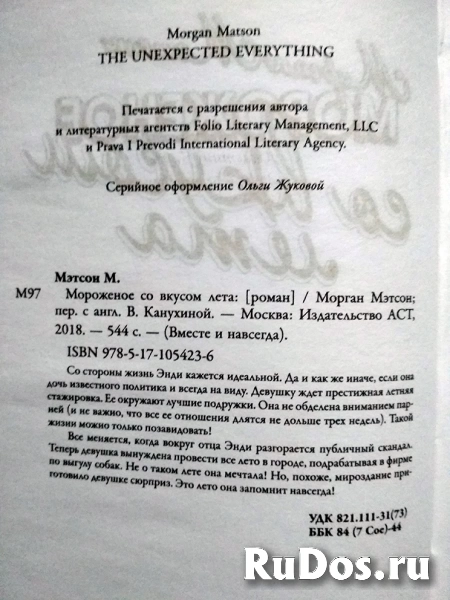 Morgan Matson
THE UNEXPECTED EVERYTHING
Печатается с разрешения автора
и литературных агентств Folio Literary Management, LLC
и Prava I Prevodi International Literary Agency.
Серийное оформление Ольги Жуковой
Мэтсон М.
М97 Мороженое со вкусом лета: [роман] / Морган Мэтсон;
пер. с англ. В. Канухиной. — Москва: Издательство АСТ,
2018. — 544 с. — (Вместе и навсегда).
ISBN 978-5-17-105423-6
Со стороны жизнь Энди кажется идеальной. Да и как же иначе, если она
дочь известного политика и всегда на виду. Девушку ждет престижная летняя
стажировка. Ее окружают лучшие подружки. Она не обделена вниманием пар-
ней (и не важно, что все ее отношения длятся не дольше трех недель). Такой
жизни можно только позавидовать!
Все меняется, когда вокруг отца Энди разгорается публичный скандал.
Теперь девушка вынуждена провести все лето в городе, подрабатывая в фирме
по выгулу собак. Не о таком лете она мечтала! Но, похоже, мироздание при-
готовило девушке сюрприз. Это лето она запомнит навсегда!
УДК 821.111-31(73)
ББК 84 (7 Сое)-44
RuDos.ru